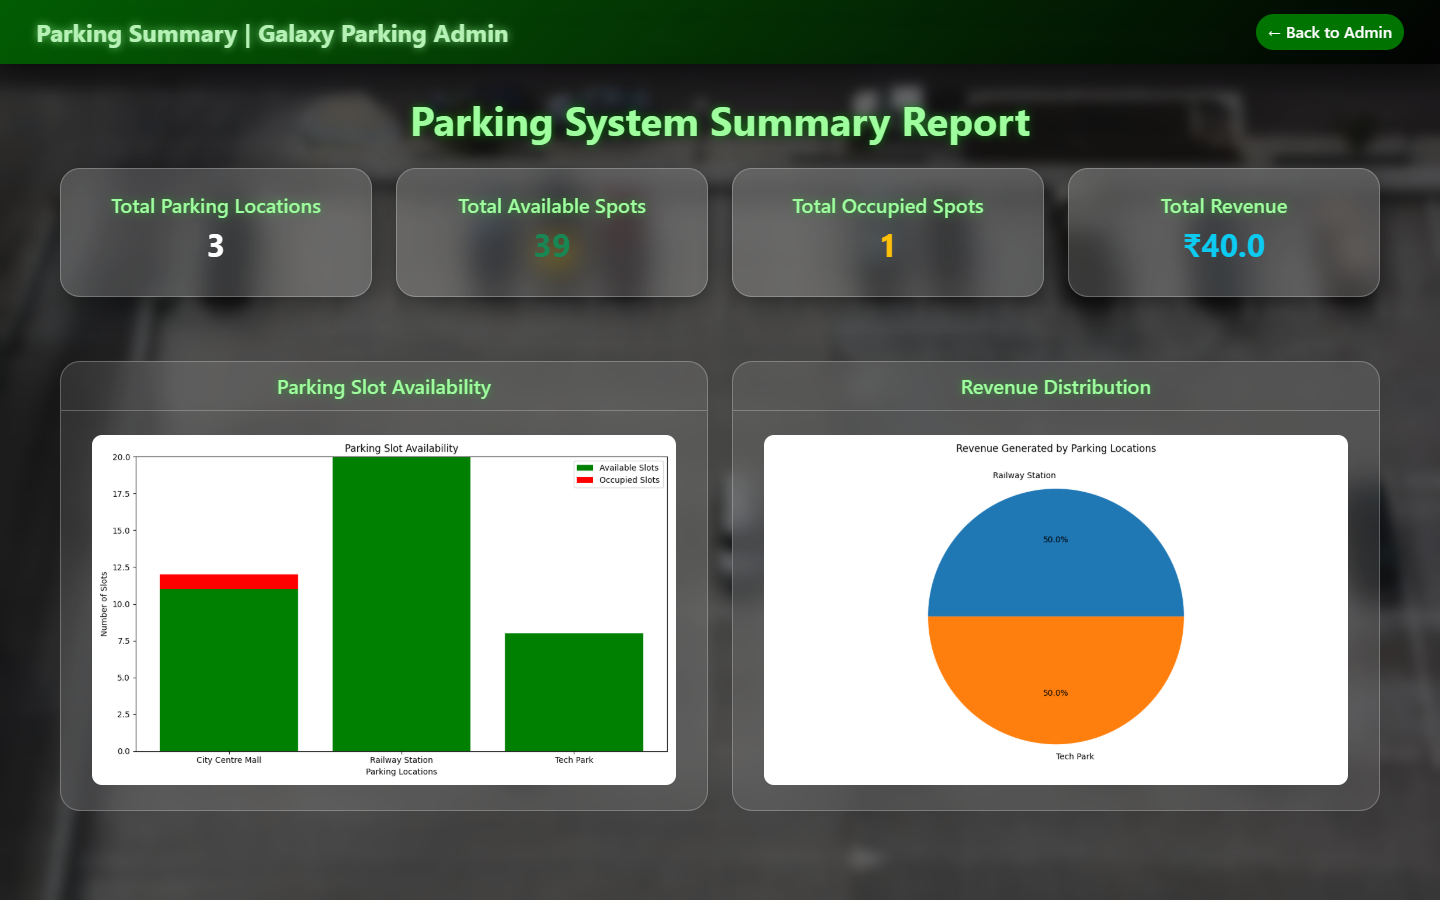 Parking Summary | Galaxy Parking Admin
← Back to Admin
Parking System Summary Report
Total Parking Locations
3
Total Available Spots
39
Total Occupied Spots
1
Total Revenue
₹40.0
Parking Slot Availability
Parking Slot Availability
Available Slots
Occupied Slots
20.0
17.5
15.0
12.5
10.0
7.5
5.0
2.5
0.0
Number of Slots
City Centre Mall
Railway Station
Tech Park
Parking Locations
Revenue Distribution
Revenue Generated by Parking Locations
Railway Station
50.0%
50.0%
Tech Park